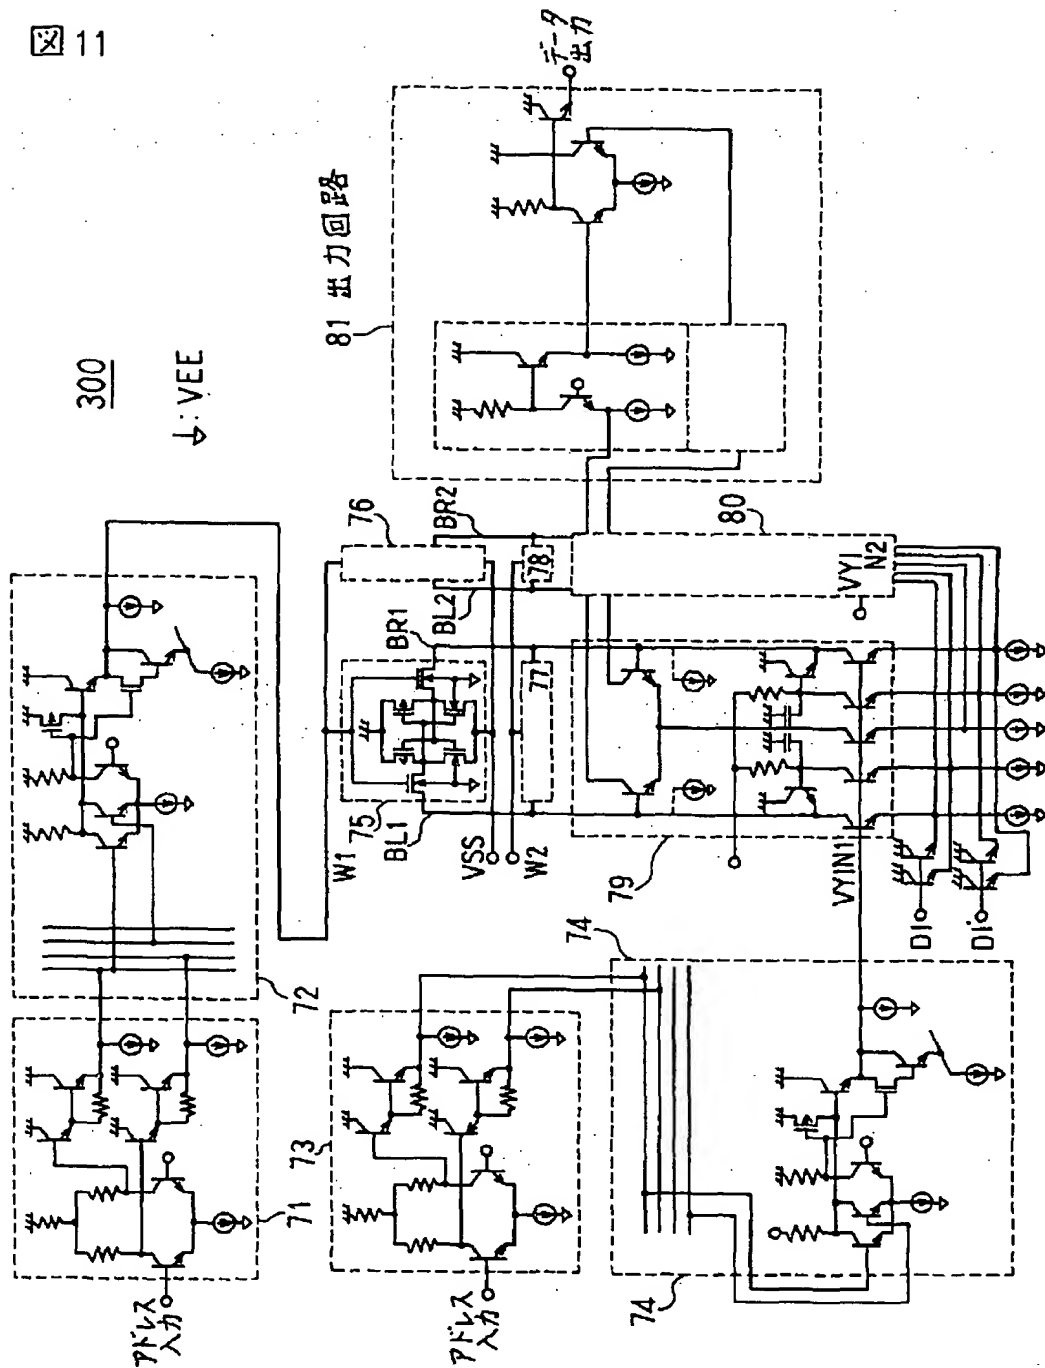 図11
300
↓: VEE
81 出力回路
データ
出力
76
BR2
80
78
BL2
VYI
N2
BR1
77
75
BL1
W1
VSS
W2
79
VYIN1
DI
DI
72
71
アドレス
入力
73
アドレス
入力
74
74